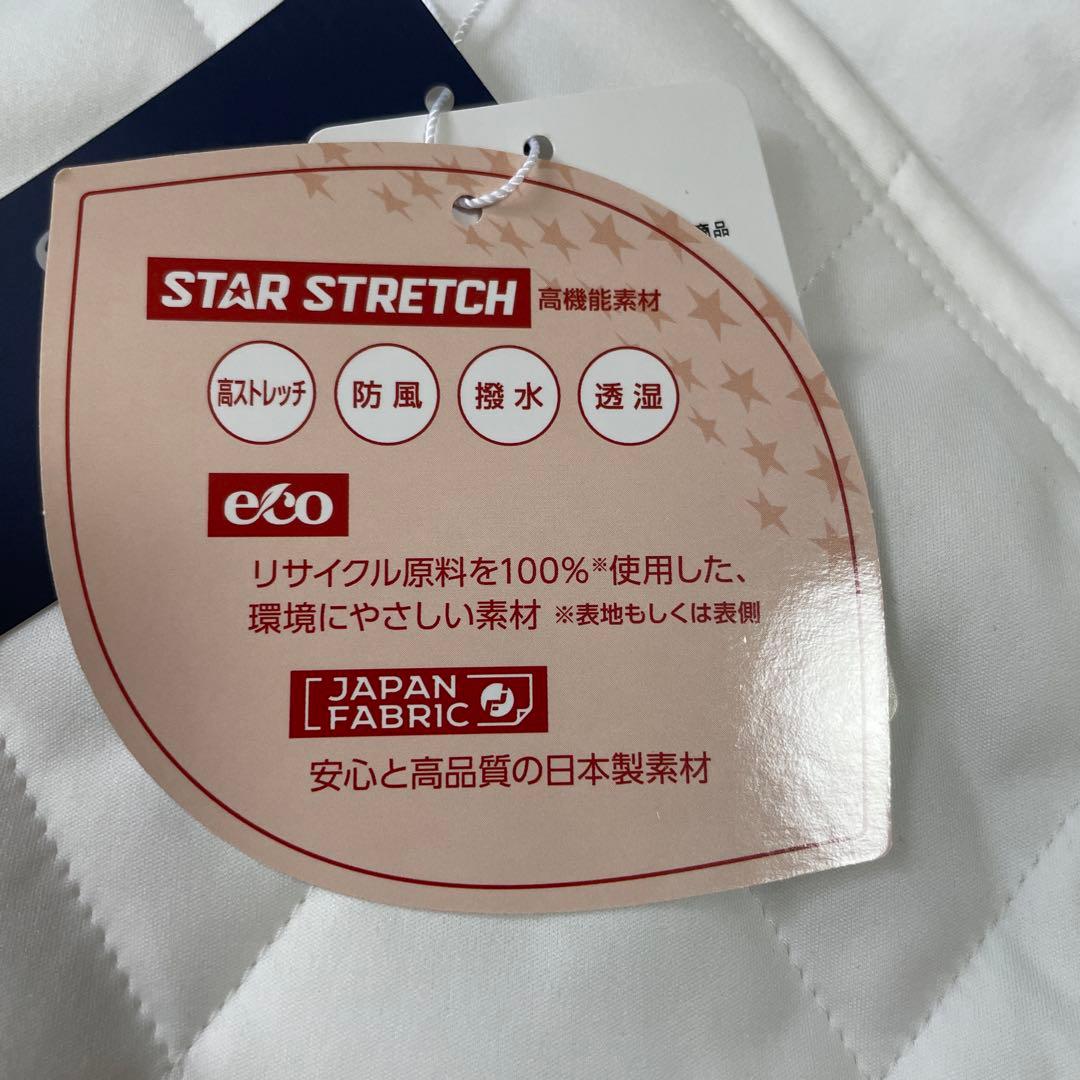 商品
STAR STRETCH 高機能素材
高ストレッチ 防風 撥水 透湿
eco
リサイクル原料を100%※使用した、
環境にやさしい素材 ※表地もしくは表側
JAPAN
FABRIC
安心と高品質の日本製素材